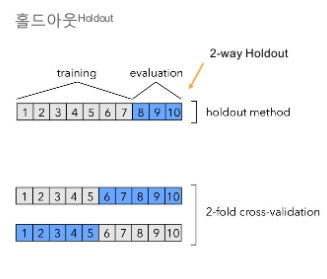 홀드아웃Holdout
2-way Holdout
training evaluation
1 2 3 4 5 6 7 8 9 10 holdout method
1 2 3 4 5 6 7 8 9 10
2-fold cross-validation
1 2 3 4 5 6 7 8 9 10